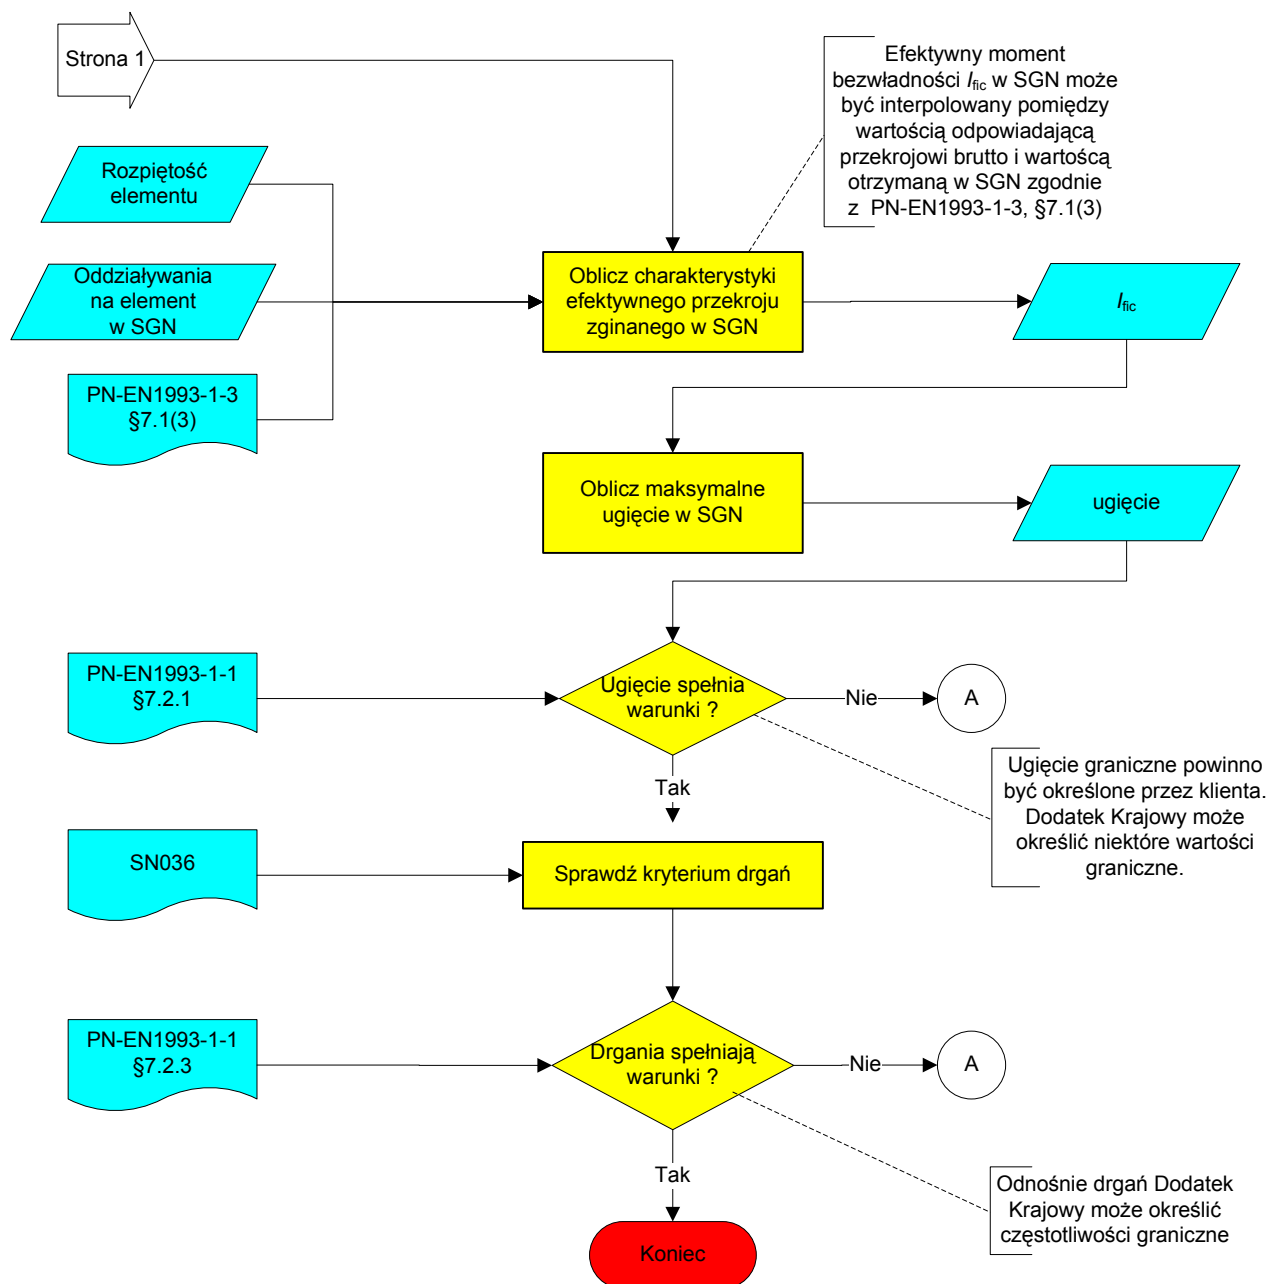 Strona 1
Efektywny moment
bezwładności Ific w SGN może
być interpolowany pomiędzy
wartością odpowiadającą
przekrojowi brutto i wartością
otrzymaną w SGN zgodnie
z PN-EN1993-1-3, §7.1(3)
Rozpiętość
elementu
Oddziaływania
na element
w SGN
PN-EN1993-1-3
§7.1(3)
Oblicz charakterystyki
efektywnego przekroju
zginanego w SGN
Ific
Oblicz maksymalne
ugięcie w SGN
ugięcie
PN-EN1993-1-1
§7.2.1
Ugięcie spełnia
warunki ?
Nie
A
Tak
Ugięcie graniczne powinno
być określone przez klienta.
Dodatek Krajowy może
określić niektóre wartości
graniczne.
SN036
Sprawdź kryterium drgań
PN-EN1993-1-1
§7.2.3
Drgania spełniają
warunki ?
Nie
A
Tak
Odnośnie drgań Dodatek
Krajowy może określić
częstotliwości graniczne
Koniec